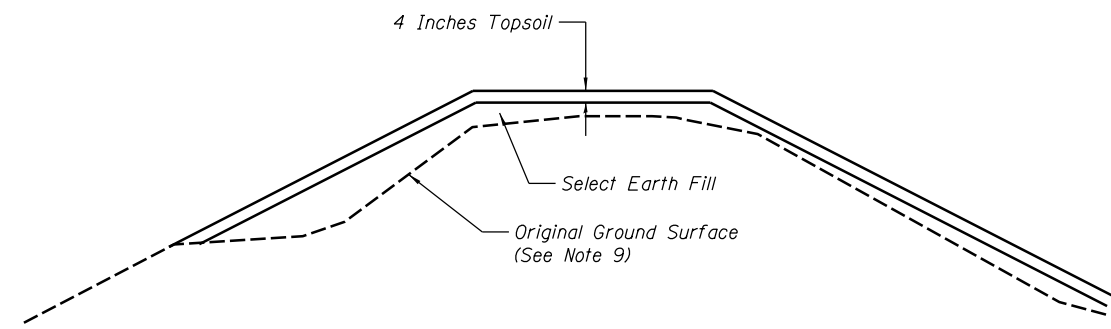 4 Inches Topsoil
Select Earth Fill
Original Ground Surface
(See Note 9)